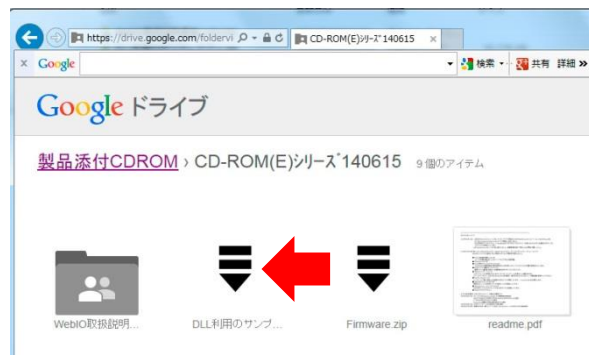 https://drive.google.com/foldervi
CD-ROM(E)ｼﾘｰｽﾞ140615
×
× Google
検索
共有
詳細 »
Google ドライブ
製品添付CDROM › CD-ROM(E)ｼﾘｰｽﾞ140615 9個のアイテム
WebIO取扱説明...
DLL利用のサンプ...
Firmware.zip
readme.pdf